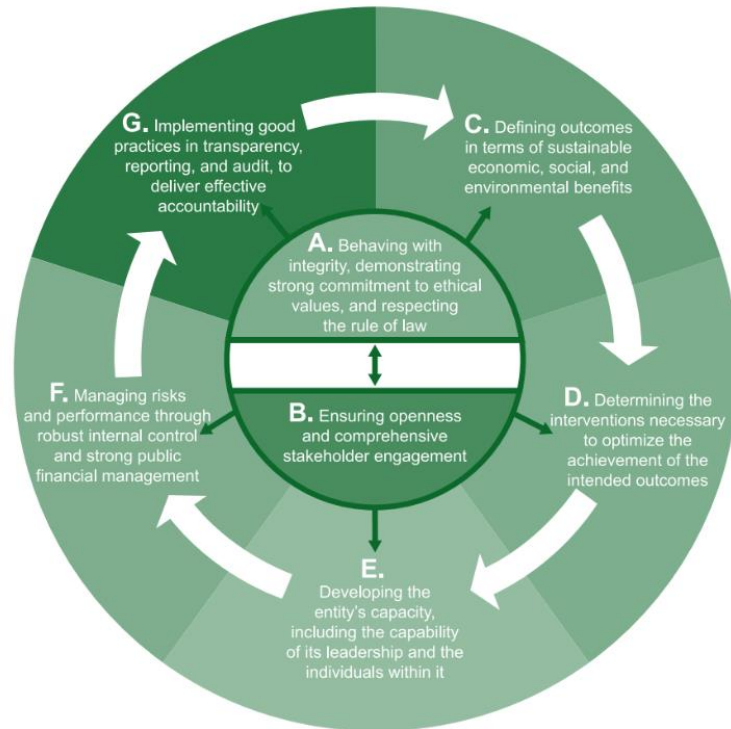 G. Implementing good
practices in transparency,
reporting, and audit, to
deliver effective
accountability
C. Defining outcomes
in terms of sustainable
economic, social, and
environmental benefits
A. Behaving with
integrity, demonstrating
strong commitment to ethical
values, and respecting
the rule of law
F. Managing risks
and performance through
robust internal control
and strong public
financial management
B. Ensuring openness
and comprehensive
stakeholder engagement
D. Determining the
interventions necessary
to optimize the
achievement of the
intended outcomes
E.
Developing the
entity's capacity,
including the capability
of its leadership and the
individuals within it